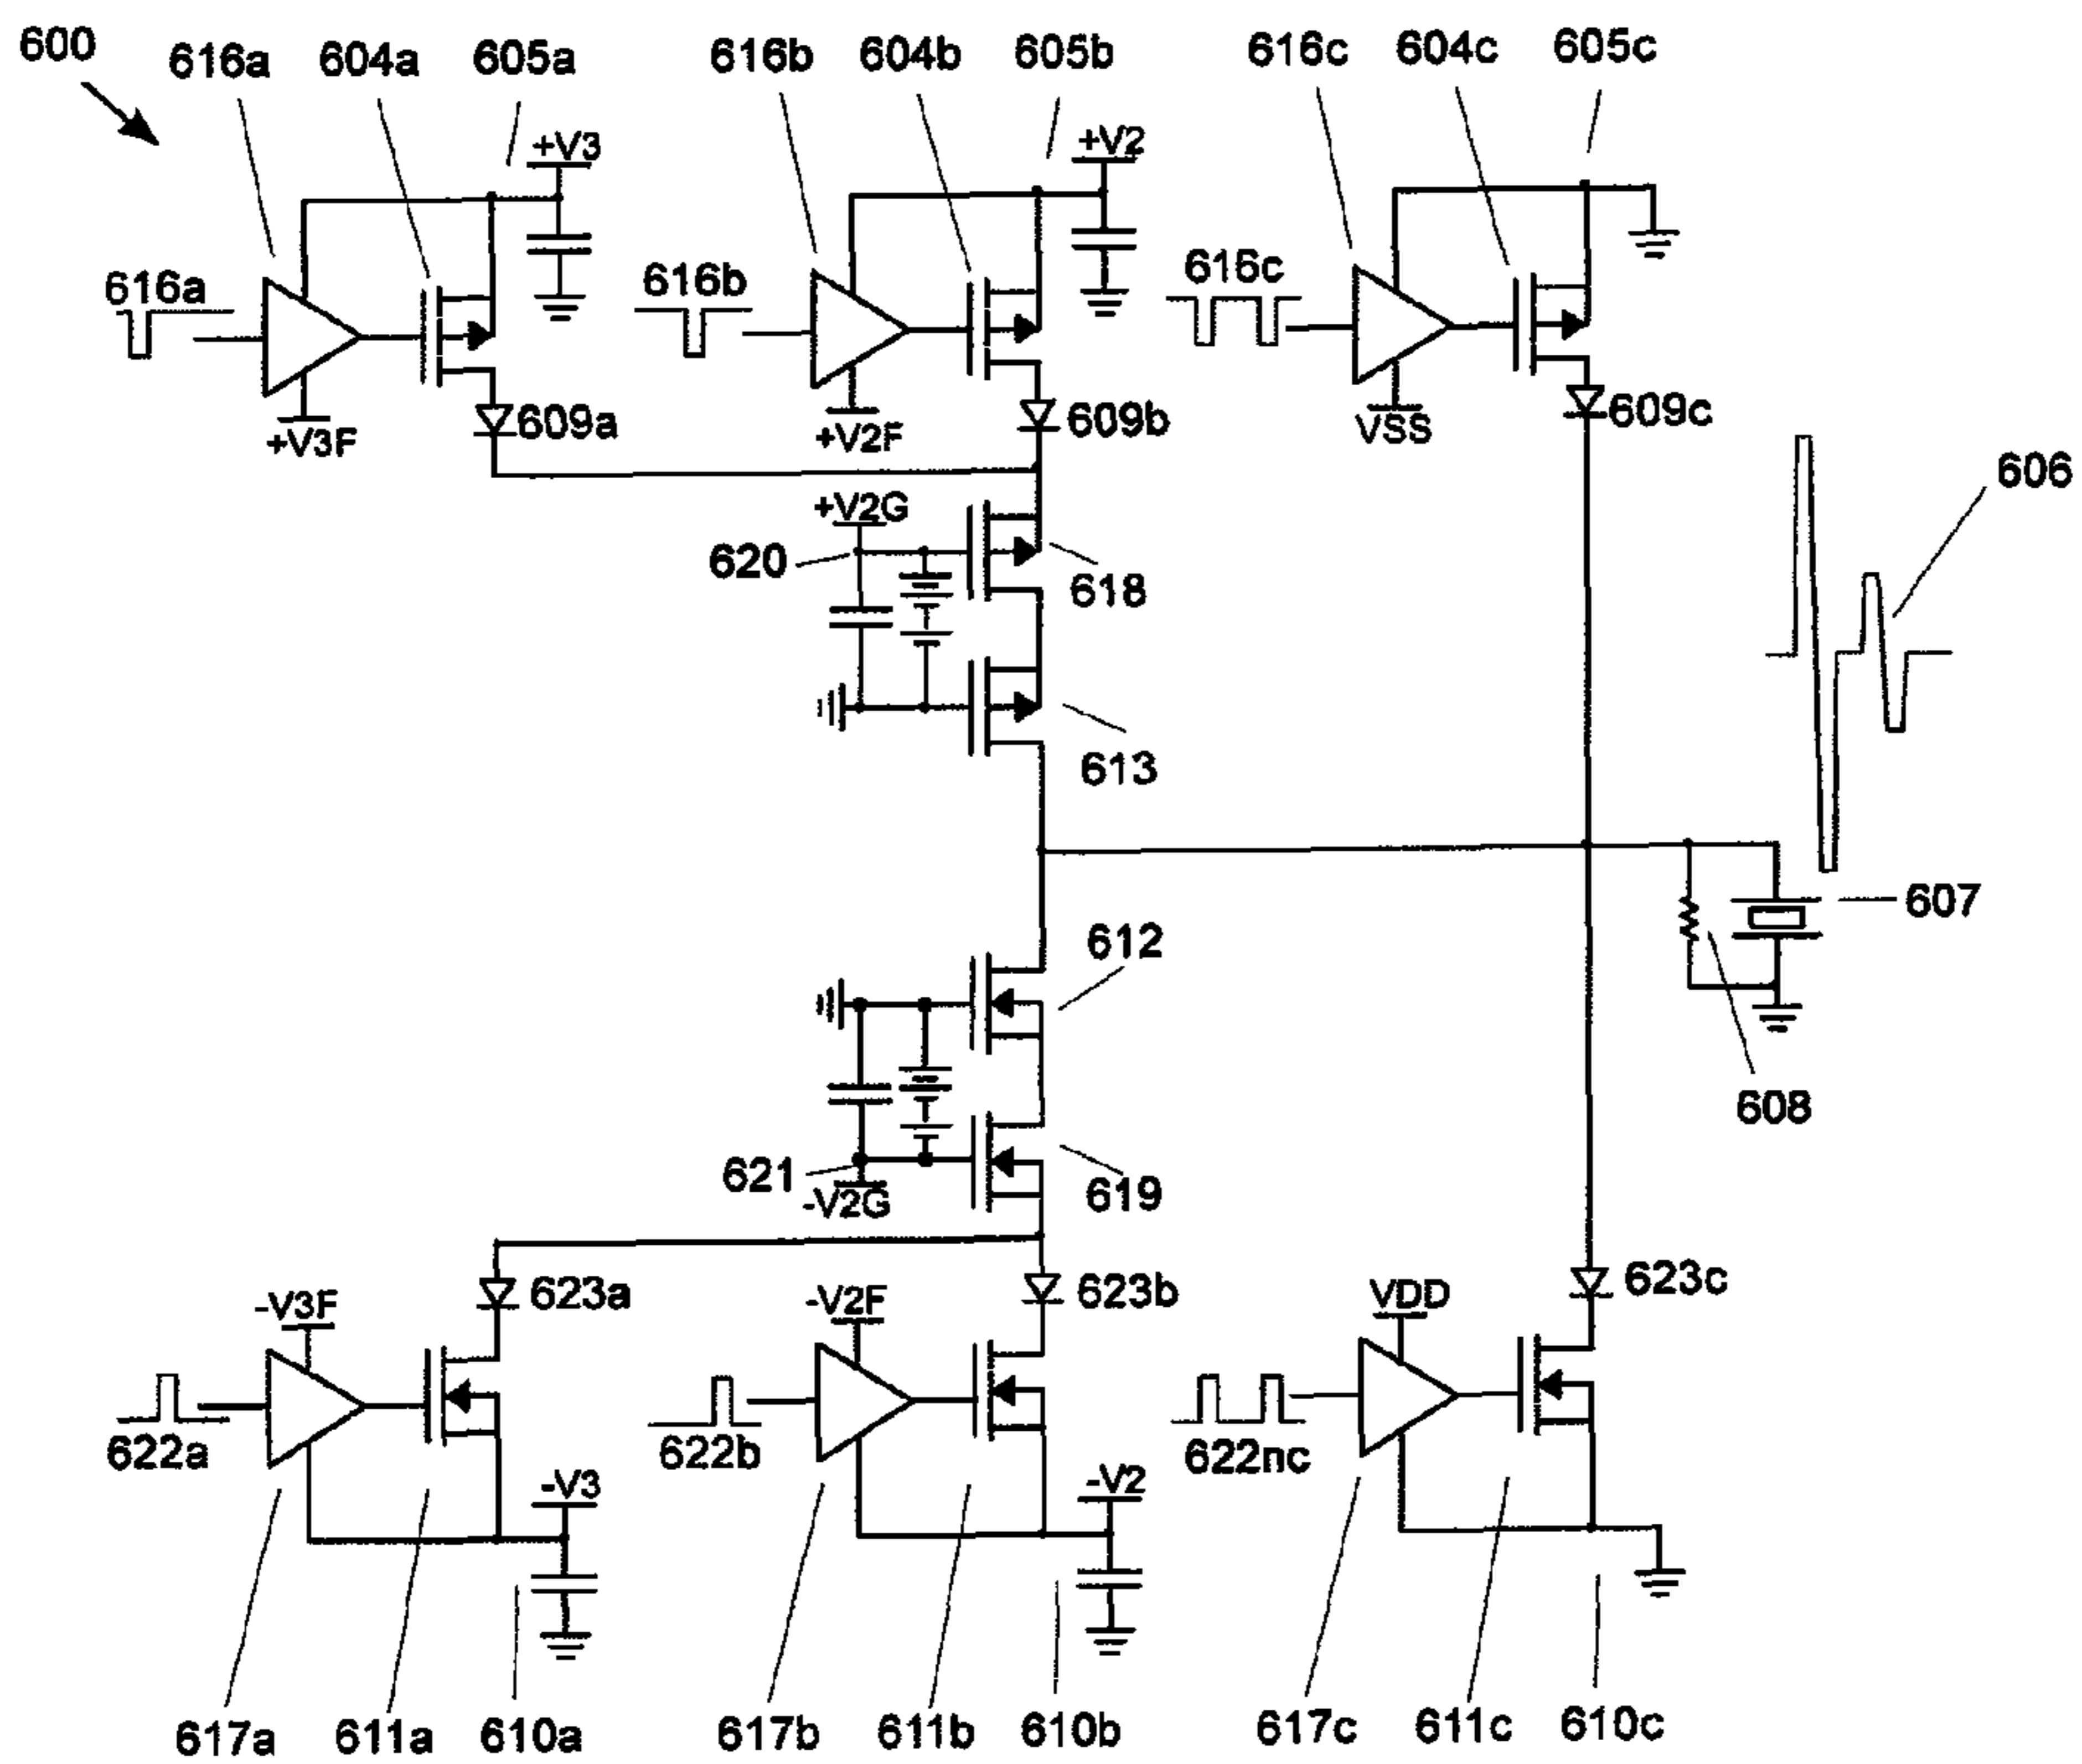 600
616a
604a
605a
616b
604b
605b
616c
604c
605c
+V3
+V2
616a
616b
616c
+V3F
609a
+V2F
609b
VSS
609c
606
+V2G
620
618
613
607
612
608
621
-V2G
619
-V3F
623a
-V2F
623b
VDD
623c
622a
622b
622nc
-V3
-V2
617a
611a
610a
617b
611b
610b
617c
611c
610c